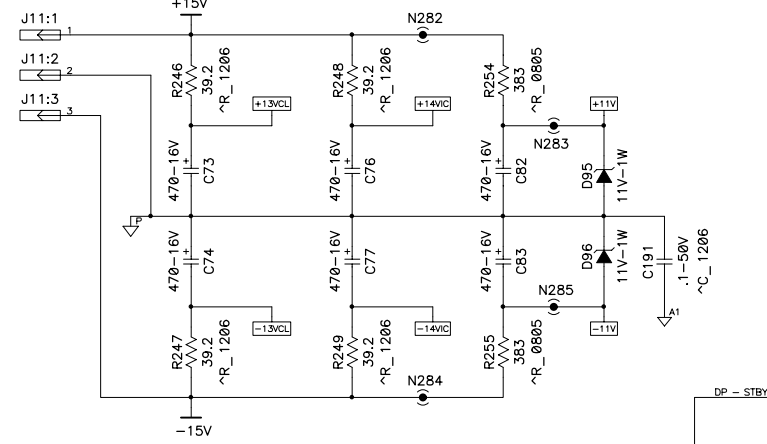 +15V
J11:1
1
N282
J11:2
2
R246
39.2
^R_1206
R248
39.2
^R_1206
R254
383
^R_0805
J11:3
3
+13VCL
+14VIC
+11V
N283
470-16V
+
C73
470-16V
+
C76
470-16V
+
C82
D95
11V-1W
P
470-16V
+
C74
470-16V
+
C77
470-16V
+
C83
D96
11V-1W
C191
.1-50V
^C_1206
N285
A1
-13VCL
-14VIC
-11V
R247
39.2
^R_1206
R249
39.2
^R_1206
R255
383
^R_0805
N284
DP - STBY
-15V